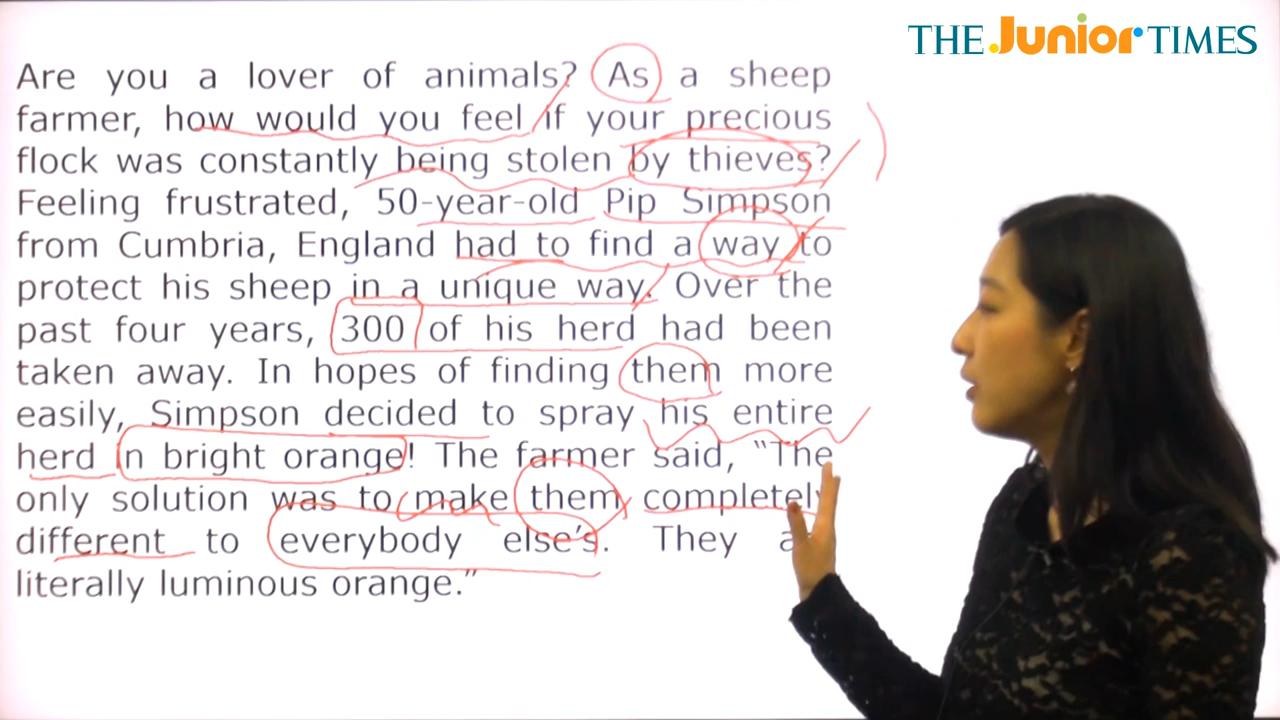 THE Junior TIMES
Are you a lover of animals? As a sheep
farmer, how would you feel if your precious
flock was constantly being stolen by thieves?
Feeling frustrated, 50-year-old Pip Simpson
from Cumbria, England had to find a way to
protect his sheep in a unique way. Over the
past four years, 300 of his herd had been
taken away. In hopes of finding them more
easily, Simpson decided to spray his entire
herd in bright orange! The farmer said, “The
only solution was to make them completely
different to everybody else’s. They
literally luminous orange.”